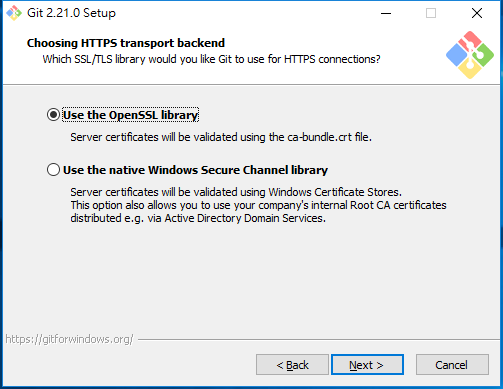 Git 2.21.0 Setup
Choosing HTTPS transport backend
Which SSL/TLS library would you like Git to use for HTTPS connections?
Use the OpenSSL library
Server certificates will be validated using the ca-bundle.crt file.
Use the native Windows Secure Channel library
Server certificates will be validated using Windows Certificate Stores.
This option also allows you to use your company's internal Root CA certificates
distributed e.g. via Active Directory Domain Services.
https://gitforwindows.org/
< Back
Next >
Cancel